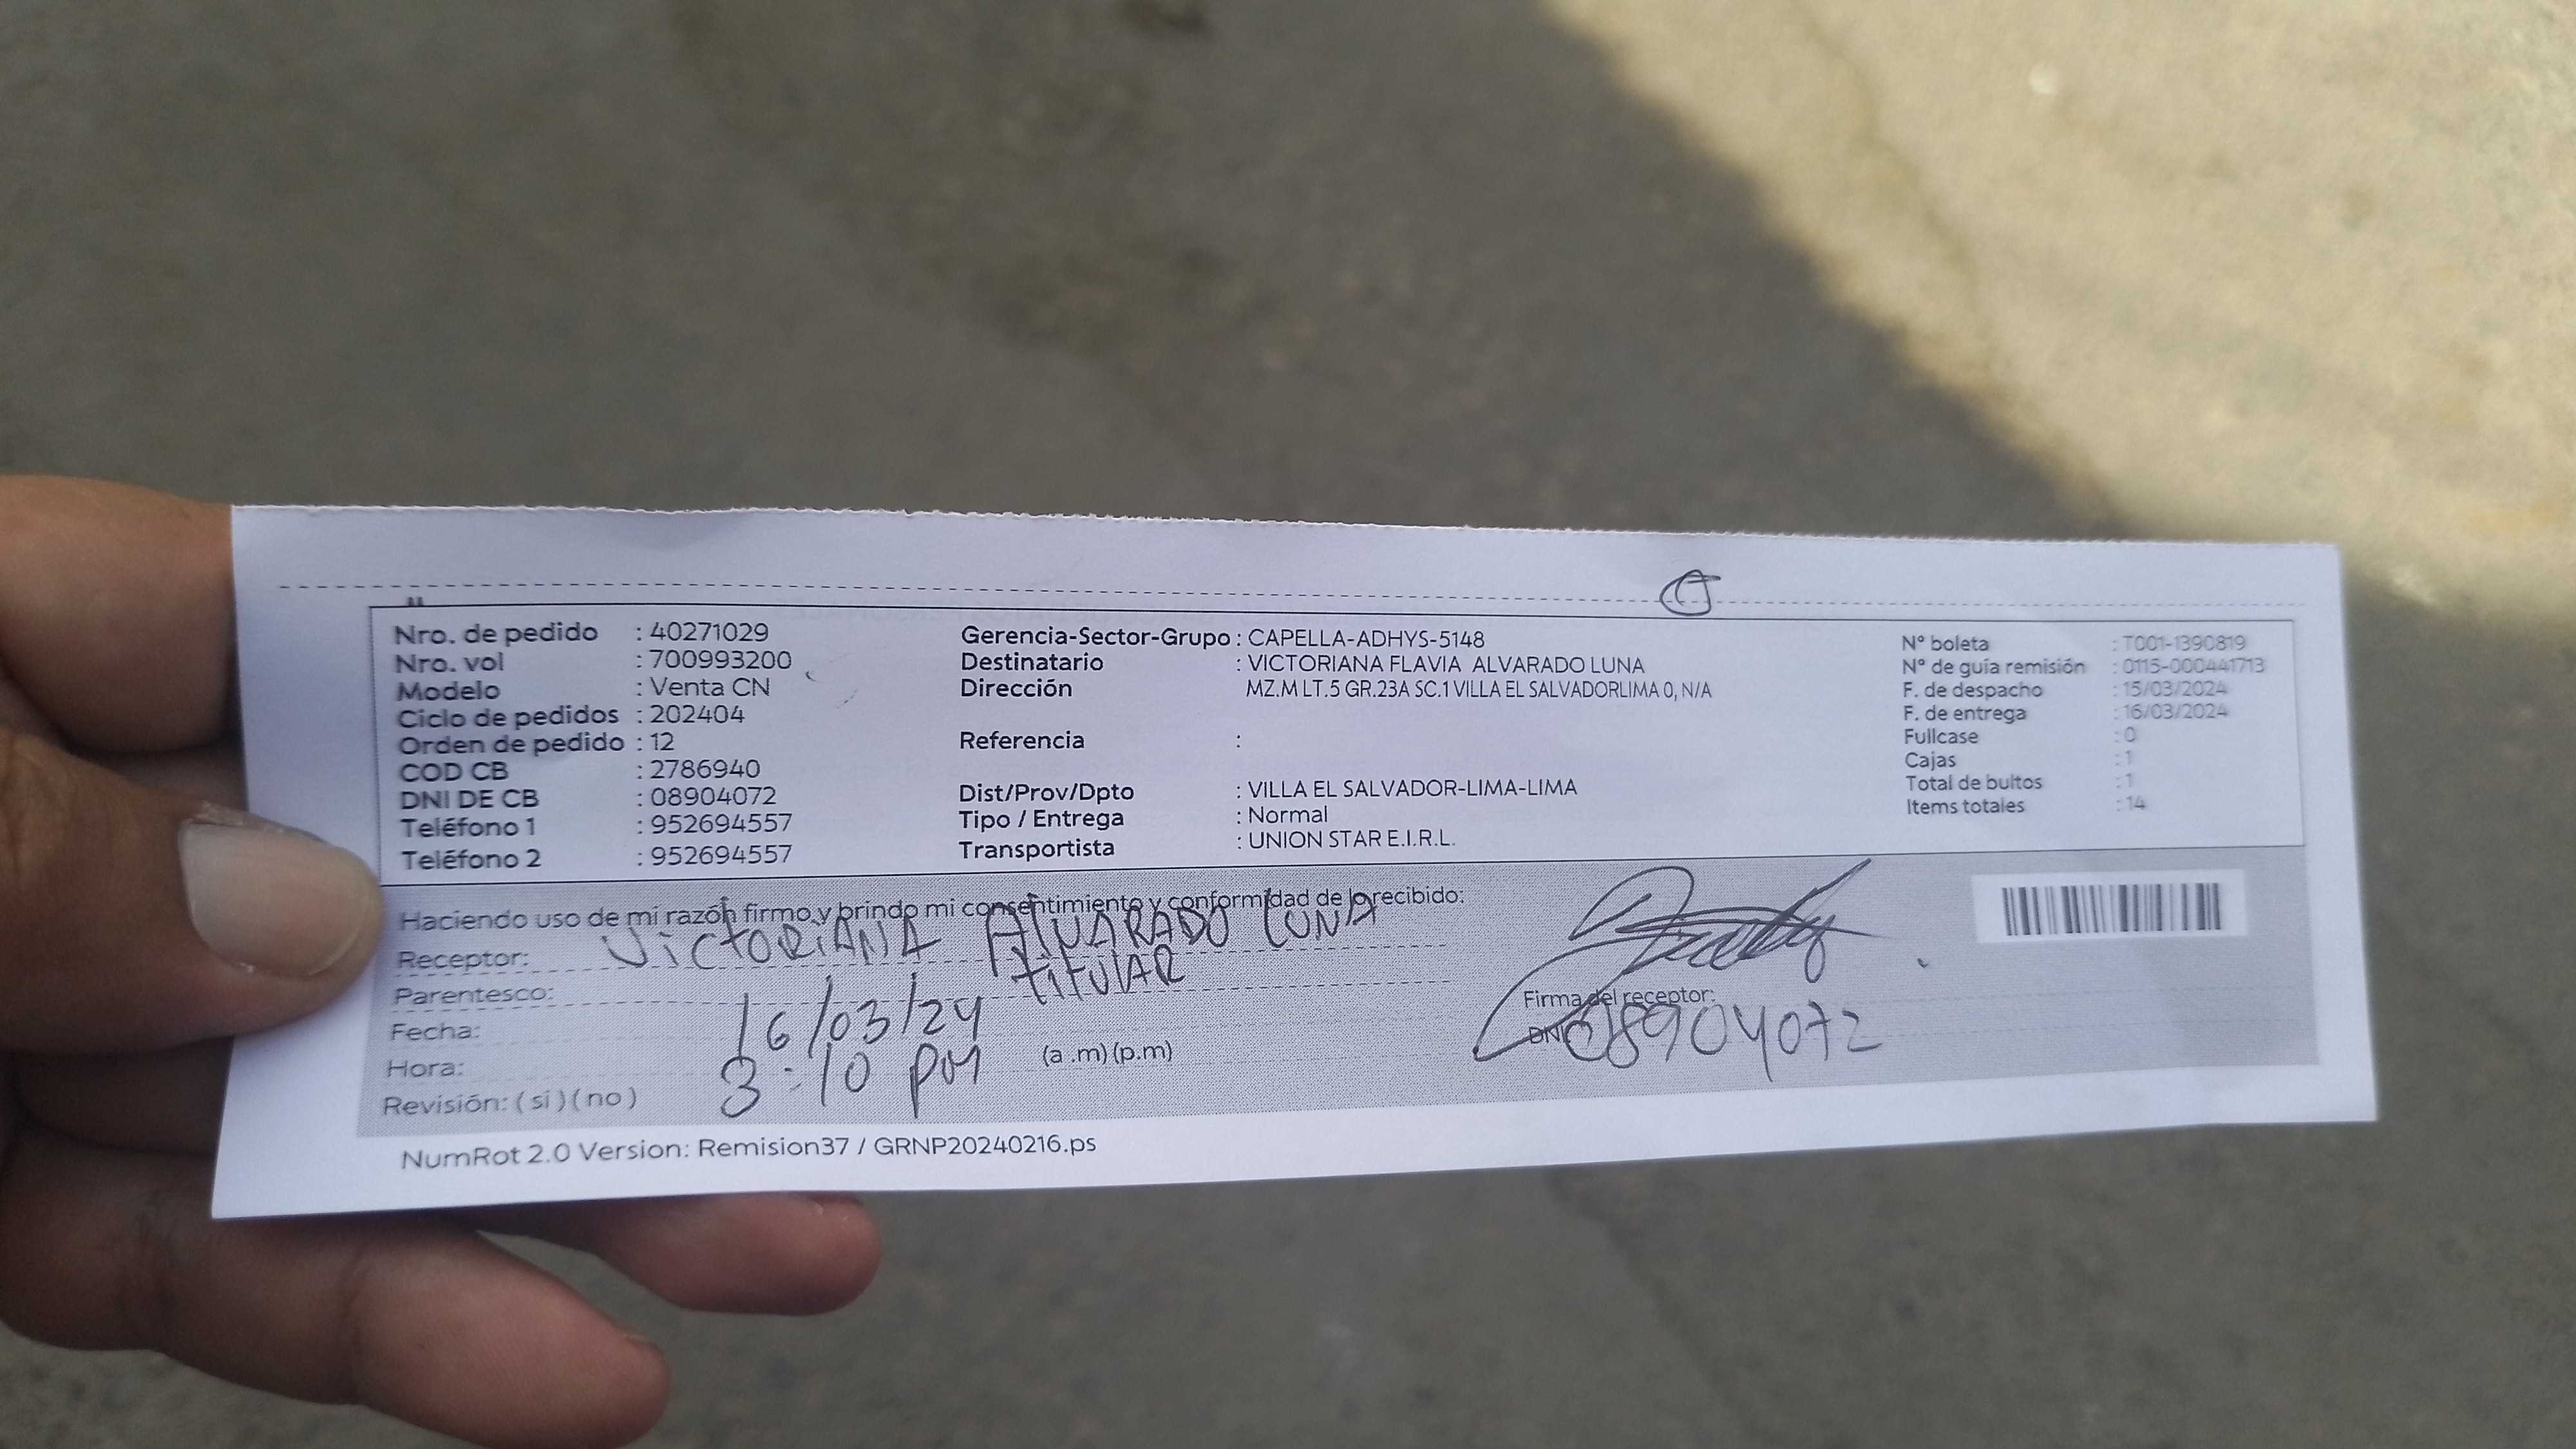 Nro. de pedido : 40271029
Nro. vol : 700993200
Modelo : Venta CN
Ciclo de pedidos : 202404
Orden de pedido : 12
COD CB : 2786940
DNI DE CB : 08904072
Teléfono 1 : 952694557
Teléfono 2 : 952694557
Gerencia-Sector-Grupo : CAPELLA-ADHYS-5148
Destinatario : VICTORIANA FLAVIA ALVARADO LUNA
Dirección MZ.M LT.5 GR.23A SC.1 VILLA EL SALVADORLIMA 0, N/A
Referencia :
Dist/Prov/Dpto : VILLA EL SALVADOR-LIMA-LIMA
Tipo / Entrega : Normal
Transportista : UNION STAR E.I.R.L.
N° boleta : T001-1390819
N° de guía remisión : 0115-000441713
F. de despacho : 15/03/2024
F. de entrega : 16/03/2024
Fullcase : 0
Cajas : 1
Total de bultos : 1
Items totales : 14
Haciendo uso de mi razón firmo y brindo mi consentimiento y conformidad de lo recibido:
Receptor: VICTORIANA ALVARADO LUNA
Parentesco: titULAR
Fecha: 16/03/24
Hora: 3:10 pm (a .m) (p.m)
Revisión: ( si ) ( no )
Firma del receptor:
DNI 08904072
NumRot 2.0 Version: Remision37 / GRNP20240216.ps